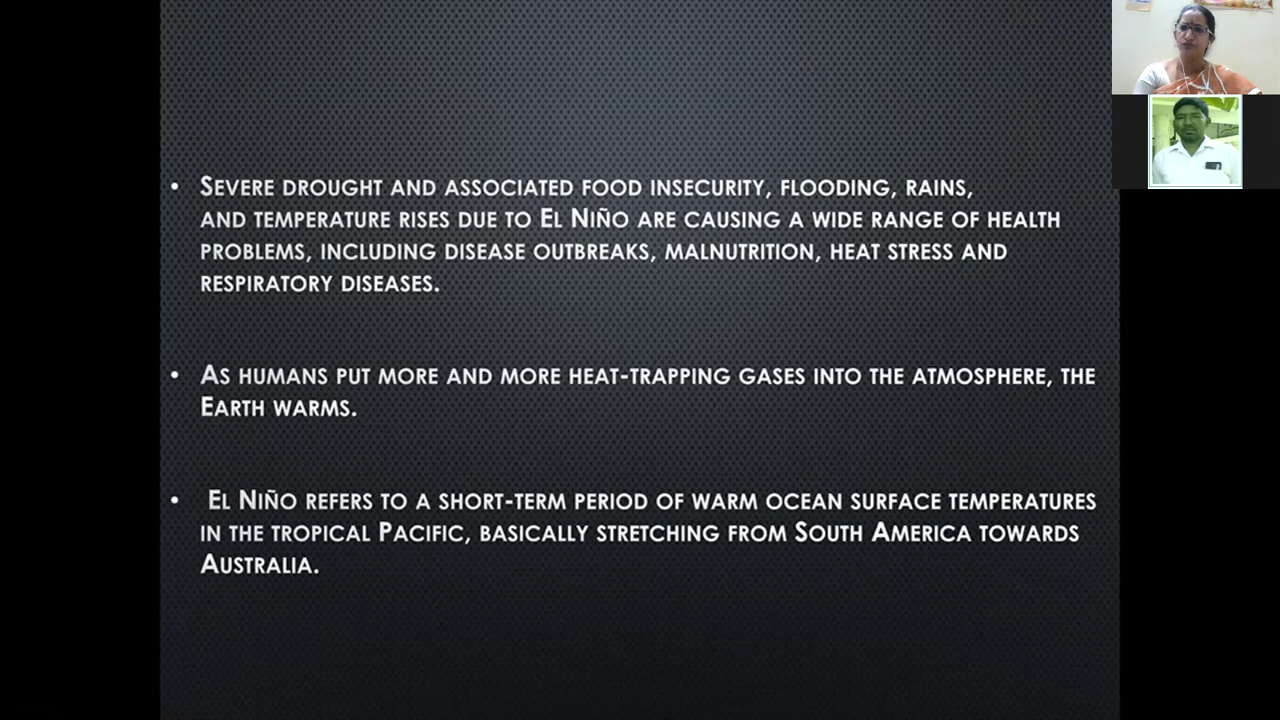 • Severe drought and associated food insecurity, flooding, rains,
and temperature rises due to El Niño are causing a wide range of health
problems, including disease outbreaks, malnutrition, heat stress and
respiratory diseases.
• As humans put more and more heat-trapping gases into the atmosphere, the
Earth warms.
• El Niño refers to a short-term period of warm ocean surface temperatures
in the tropical Pacific, basically stretching from South America towards
Australia.